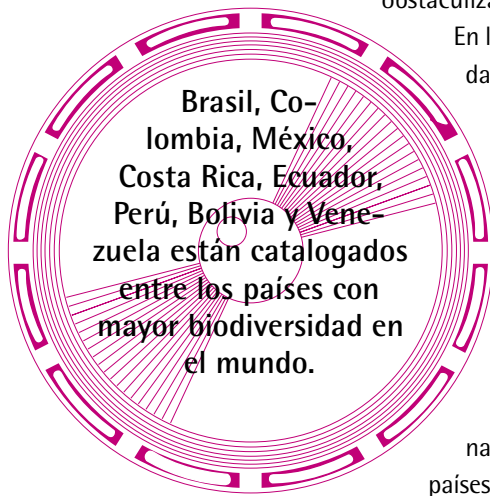 En l
da
Brasil, Co-
lombia, México,
Costa Rica, Ecuador,
Perú, Bolivia y Vene-
zuela están catalogados
entre los países con
mayor biodiversidad en
el mundo.
na
países